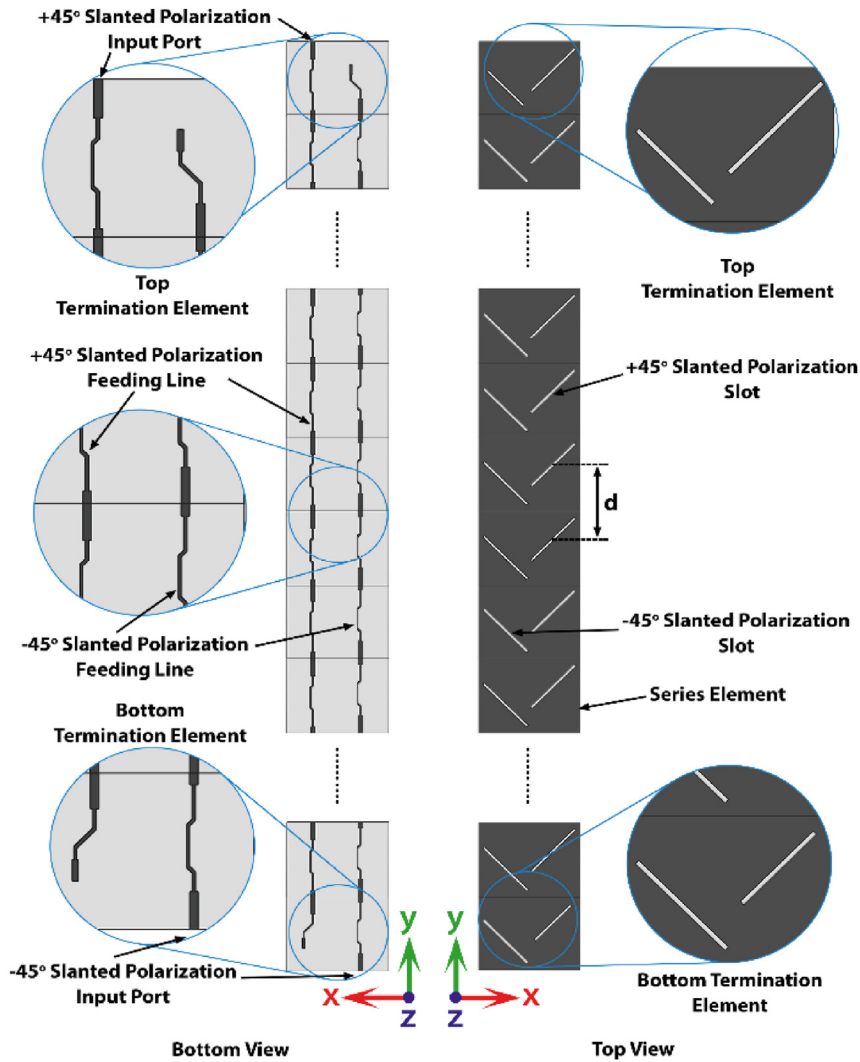 +45° Slanted Polarization
Input Port
Top
Termination Element
Top
Termination Element
+45° Slanted Polarization
Feeding Line
+45° Slanted Polarization
Slot
d
-45° Slanted Polarization
Feeding Line
-45° Slanted Polarization
Slot
Series Element
Bottom
Termination Element
-45° Slanted Polarization
Input Port
y
x
z
y
x
z
Bottom Termination
Element
Bottom View
Top View